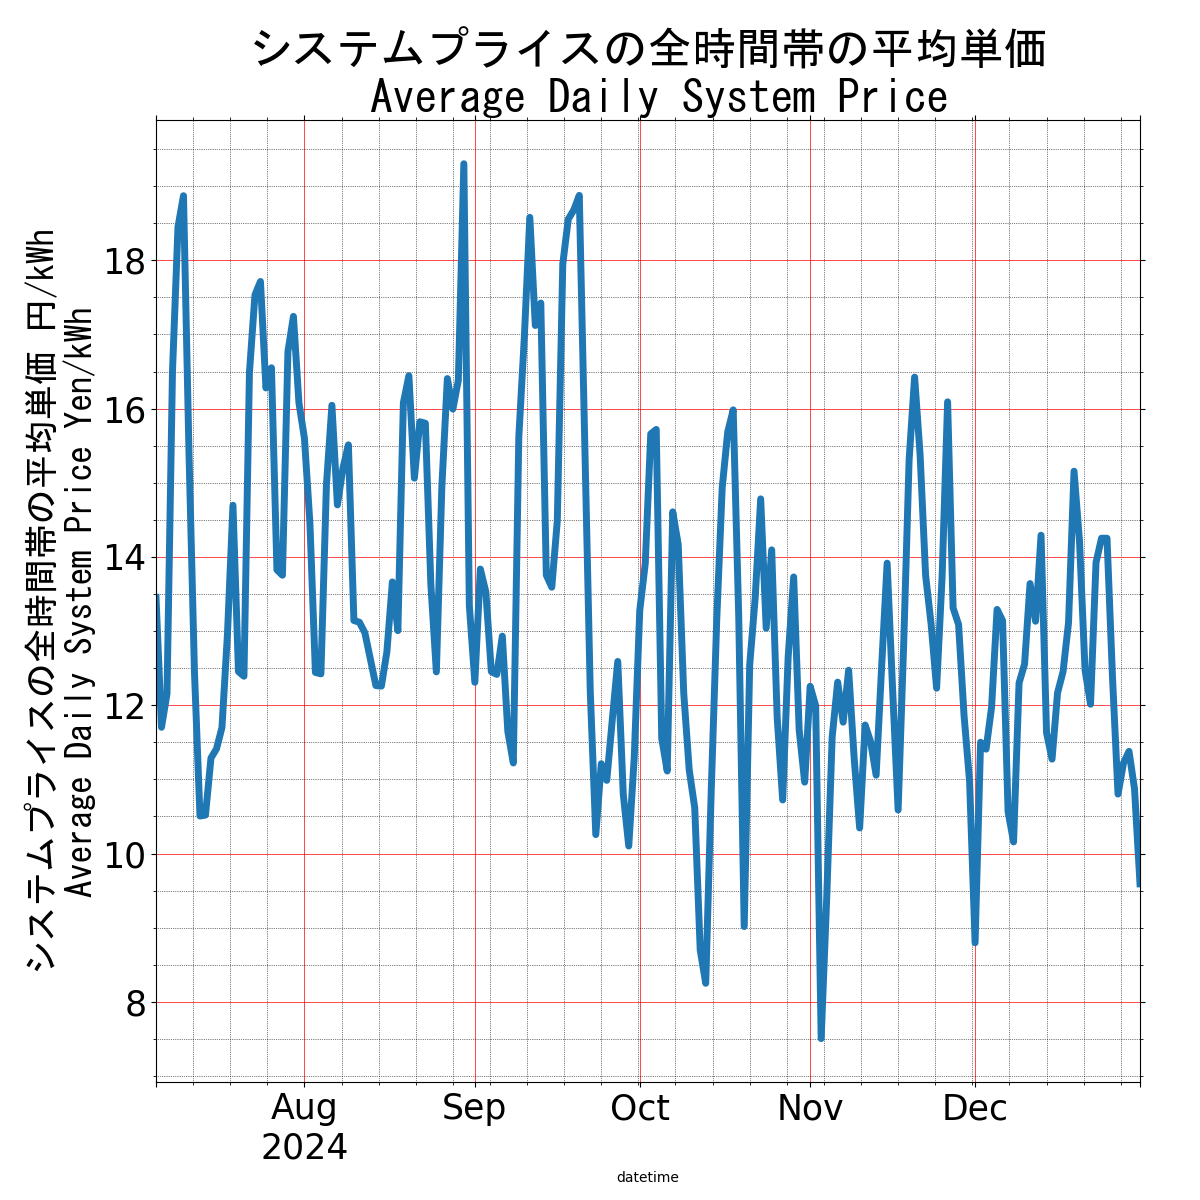 システムプライスの全時間帯の平均単価
Average Daily System Price
システムプライスの全時間帯の平均単価 円/kWh
Average Daily System Price Yen/kWh
18
16
14
12
10
8
Aug
2024
Sep
Oct
Nov
Dec
datetime